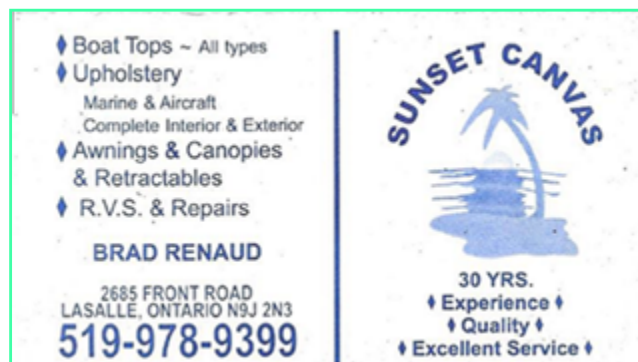 Boat Tops ~ All types
Upholstery
Marine & Aircraft
Complete Interior & Exterior
Awnings & Canopies
& Retractables
R.V.S. & Repairs
BRAD RENAUD
2685 FRONT ROAD
LASALLE, ONTARIO N9J 2N3
519-978-9399
SUNSET CANVAS
30 YRS.
♦ Experience ♦
♦ Quality ♦
♦ Excellent Service ♦